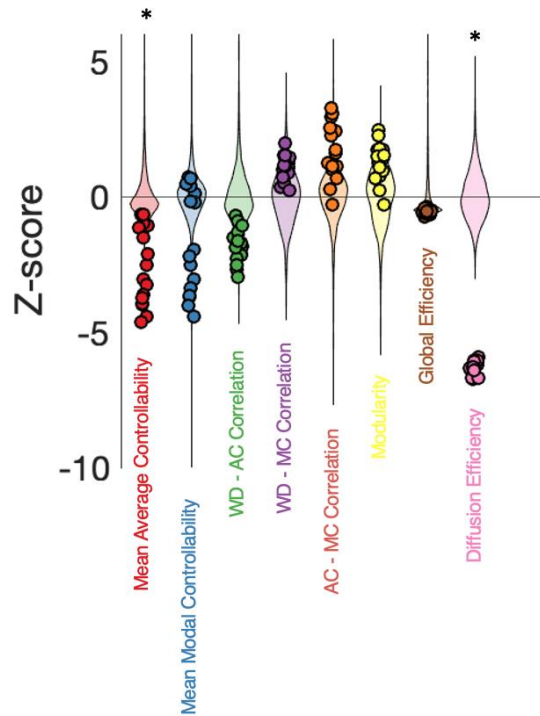 *
*
5
0
-5
-10
Z-score
Mean Average Controllability
Mean Modal Controllability
WD - AC Correlation
WD - MC Correlation
AC - MC Correlation
Modularity
Global Efficiency
Diffusion Efficiency